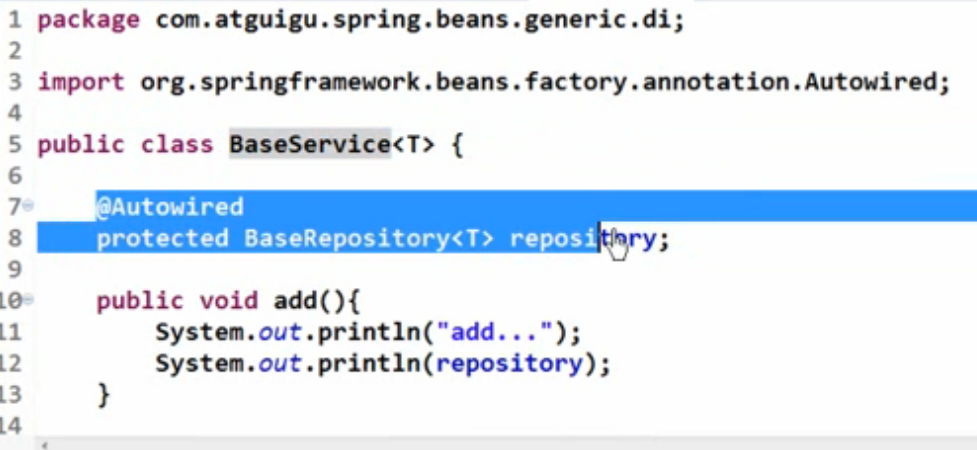 1 package com.atguigu.spring.beans.generic.di;
2
3 import org.springframework.beans.factory.annotation.Autowired;
4
5 public class BaseService<T> {
6
7 @Autowired
8 protected BaseRepository<T> repository;
9
10 public void add(){
11 System.out.println("add...");
12 System.out.println(repository);
13 }
14